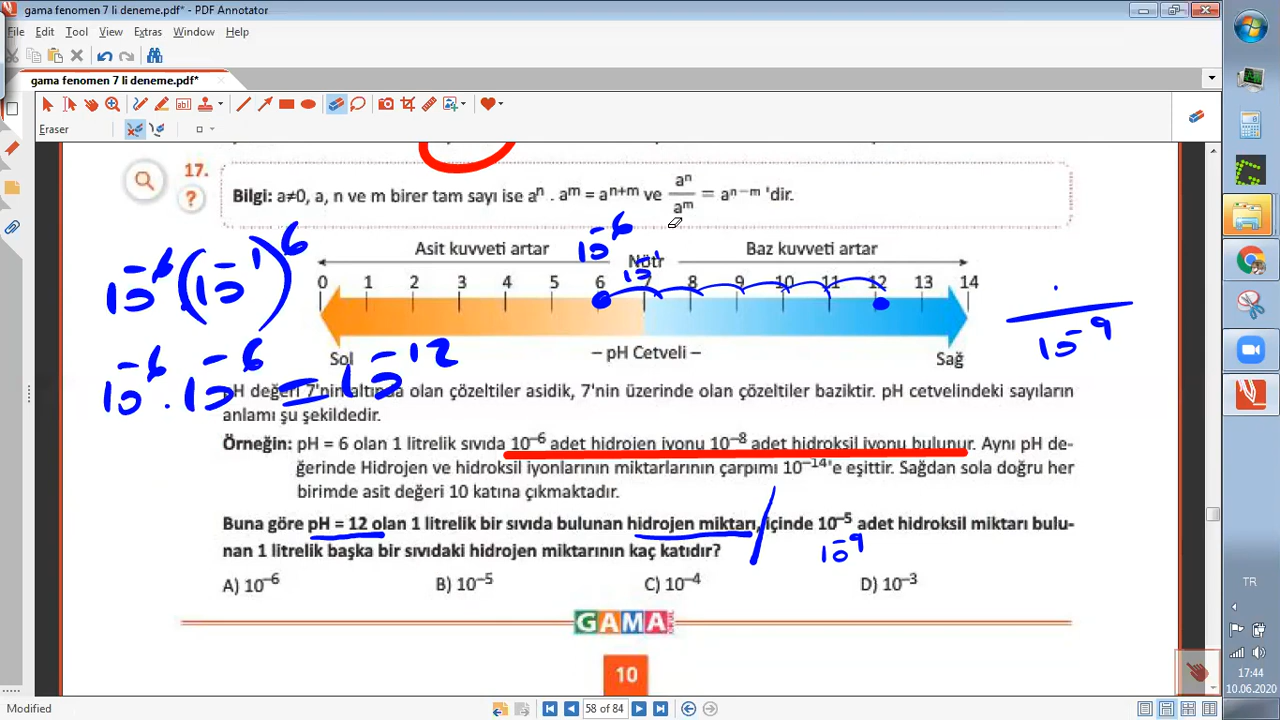 gama fenomen 7 li deneme.pdf* - PDF Annotator
File Edit Tool View Extras Window Help
gama fenomen 7 li deneme.pdf*
Eraser
17.
?
Bilgi: a≠0, a, n ve m birer tam sayı ise aⁿ . aᵐ = aⁿ⁺ᵐ ve aⁿ/aᵐ = aⁿ⁻ᵐ 'dir.
10⁻⁶(10⁻¹)⁶
10⁻⁶
10⁻¹
Asit kuvveti artar Nötr Baz kuvveti artar
0 1 2 3 4 5 6 7 8 9 10 11 12 13 14
10⁻⁹
Sol – pH Cetveli – Sağ
10⁻⁶ . 10⁻⁶ = 10⁻¹²
pH değeri 7'nin altında olan çözeltiler asidik, 7'nin üzerinde olan çözeltiler baziktir. pH cetvelindeki sayıların
anlamı şu şekildedir.
Örneğin: pH = 6 olan 1 litrelik sıvıda 10⁻⁶ adet hidrojen iyonu 10⁻⁸ adet hidroksil iyonu bulunur. Aynı pH de-
ğerinde Hidrojen ve hidroksil iyonlarının miktarlarının çarpımı 10⁻¹⁴'e eşittir. Sağdan sola doğru her
birimde asit değeri 10 katına çıkmaktadır.
Buna göre pH = 12 olan 1 litrelik bir sıvıda bulunan hidrojen miktarı, içinde 10⁻⁵ adet hidroksil miktarı bulu-
nan 1 litrelik başka bir sıvıdaki hidrojen miktarının kaç katıdır?
10⁻⁹
A) 10⁻⁶ B) 10⁻⁵ C) 10⁻⁴ D) 10⁻³
GAMA
10
TR
17:44
10.06.2020
Modified
58 of 84